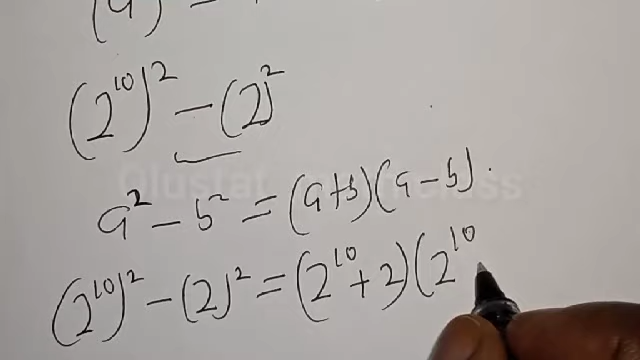 (2^10)^2 - (2)^2
a^2 - b^2 = (a+b)(a-b).
(2^10)^2 - (2)^2 = (2^10 + 2)(2^10